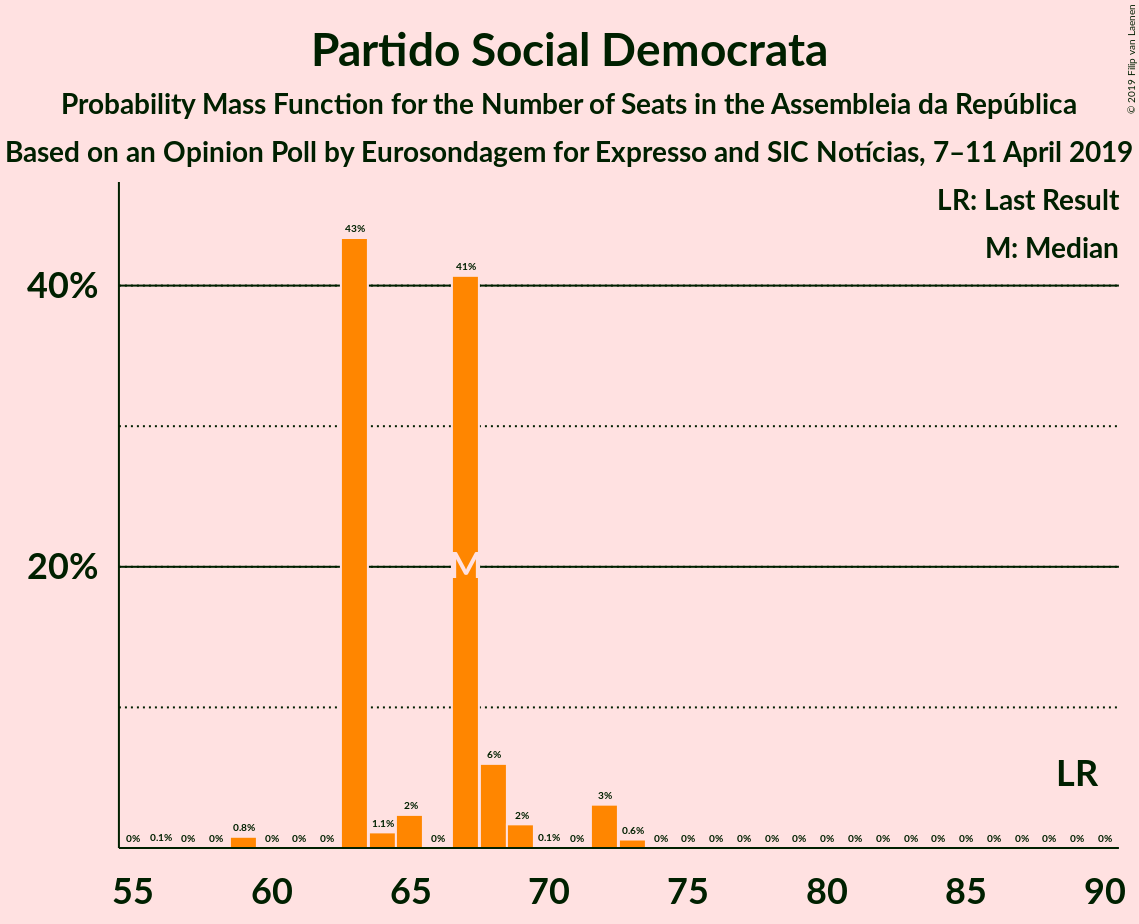 Partido Social Democrata
Probability Mass Function for the Number of Seats in the Assembleia da República
Based on an Opinion Poll by Eurosondagem for Expresso and SIC Notícias, 7–11 April 2019
© 2019 Filip van Laenen
LR: Last Result
M: Median
40%
20%
43%
41%
M
LR
0% 0.1% 0% 0% 0.8% 0% 0% 0% 1.1% 2% 0% 6% 2% 0.1% 0% 3% 0.6% 0% 0% 0% 0% 0% 0% 0% 0% 0% 0% 0% 0% 0% 0% 0% 0% 0%
55 60 65 70 75 80 85 90